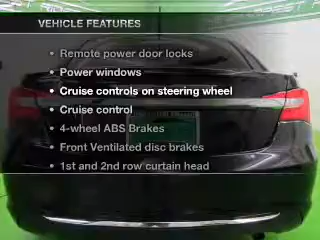 VEHICLE FEATURES
• Remote power door locks
• Power windows
• Cruise controls on steering wheel
• Cruise control
• 4-wheel ABS Brakes
• Front Ventilated disc brakes
• 1st and 2nd row curtain head